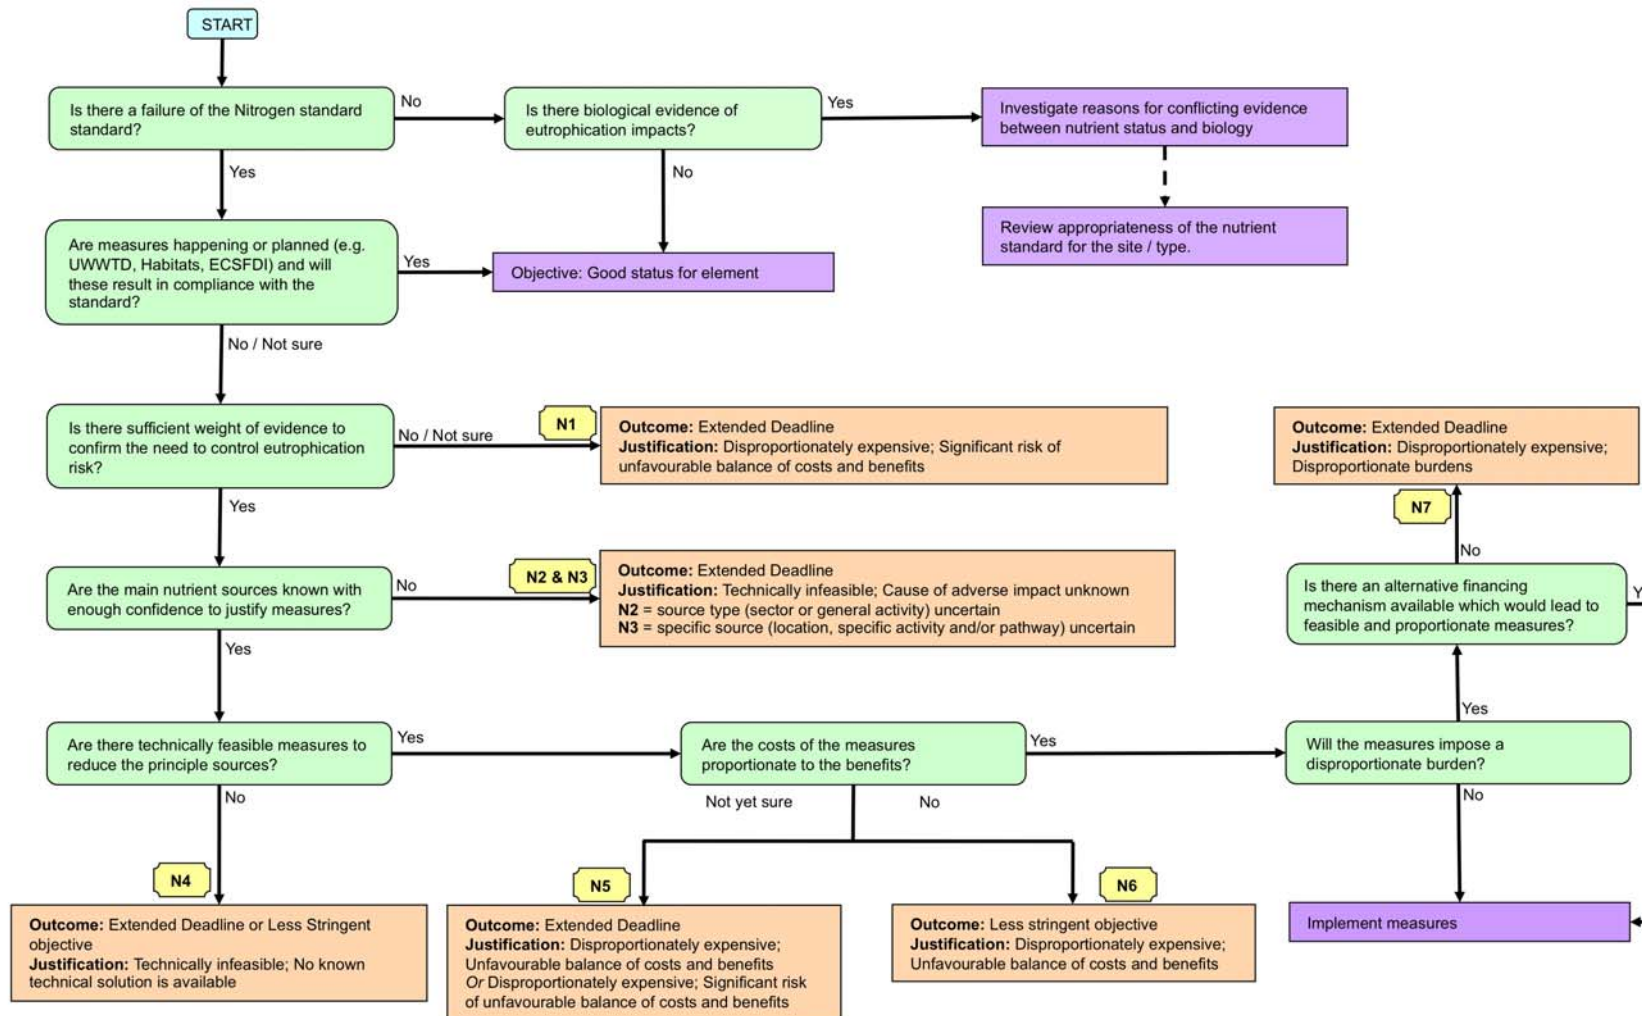 START
Is there a failure of the Nitrogen standard
standard?
No
Is there biological evidence of
eutrophication impacts?
Yes
Investigate reasons for conflicting evidence
between nutrient status and biology
Yes
No
Review appropriateness of the nutrient
standard for the site / type.
Are measures happening or planned (e.g.
UWWTD, Habitats, ECSFDI) and will
these result in compliance with the
standard?
Yes
Objective: Good status for element
No / Not sure
Is there sufficient weight of evidence to
confirm the need to control eutrophication
risk?
No / Not sure
N1
Outcome: Extended Deadline
Justification: Disproportionately expensive; Significant risk of
unfavourable balance of costs and benefits
Outcome: Extended Deadline
Justification: Disproportionately expensive;
Disproportionate burdens
N7
No
Yes
Are the main nutrient sources known with
enough confidence to justify measures?
No
N2 & N3
Outcome: Extended Deadline
Justification: Technically infeasible; Cause of adverse impact unknown
N2 = source type (sector or general activity) uncertain
N3 = specific source (location, specific activity and/or pathway) uncertain
Is there an alternative financing
mechanism available which would lead to
feasible and proportionate measures?
Yes
Yes
Are there technically feasible measures to
reduce the principle sources?
Yes
Are the costs of the measures
proportionate to the benefits?
Yes
Will the measures impose a
disproportionate burden?
No
Not yet sure
No
No
N4
N5
N6
Outcome: Extended Deadline or Less Stringent
objective
Justification: Technically infeasible; No known
technical solution is available
Outcome: Extended Deadline
Justification: Disproportionately expensive;
Unfavourable balance of costs and benefits
Or Disproportionately expensive; Significant risk
of unfavourable balance of costs and benefits
Outcome: Less stringent objective
Justification: Disproportionately expensive;
Unfavourable balance of costs and benefits
Implement measures